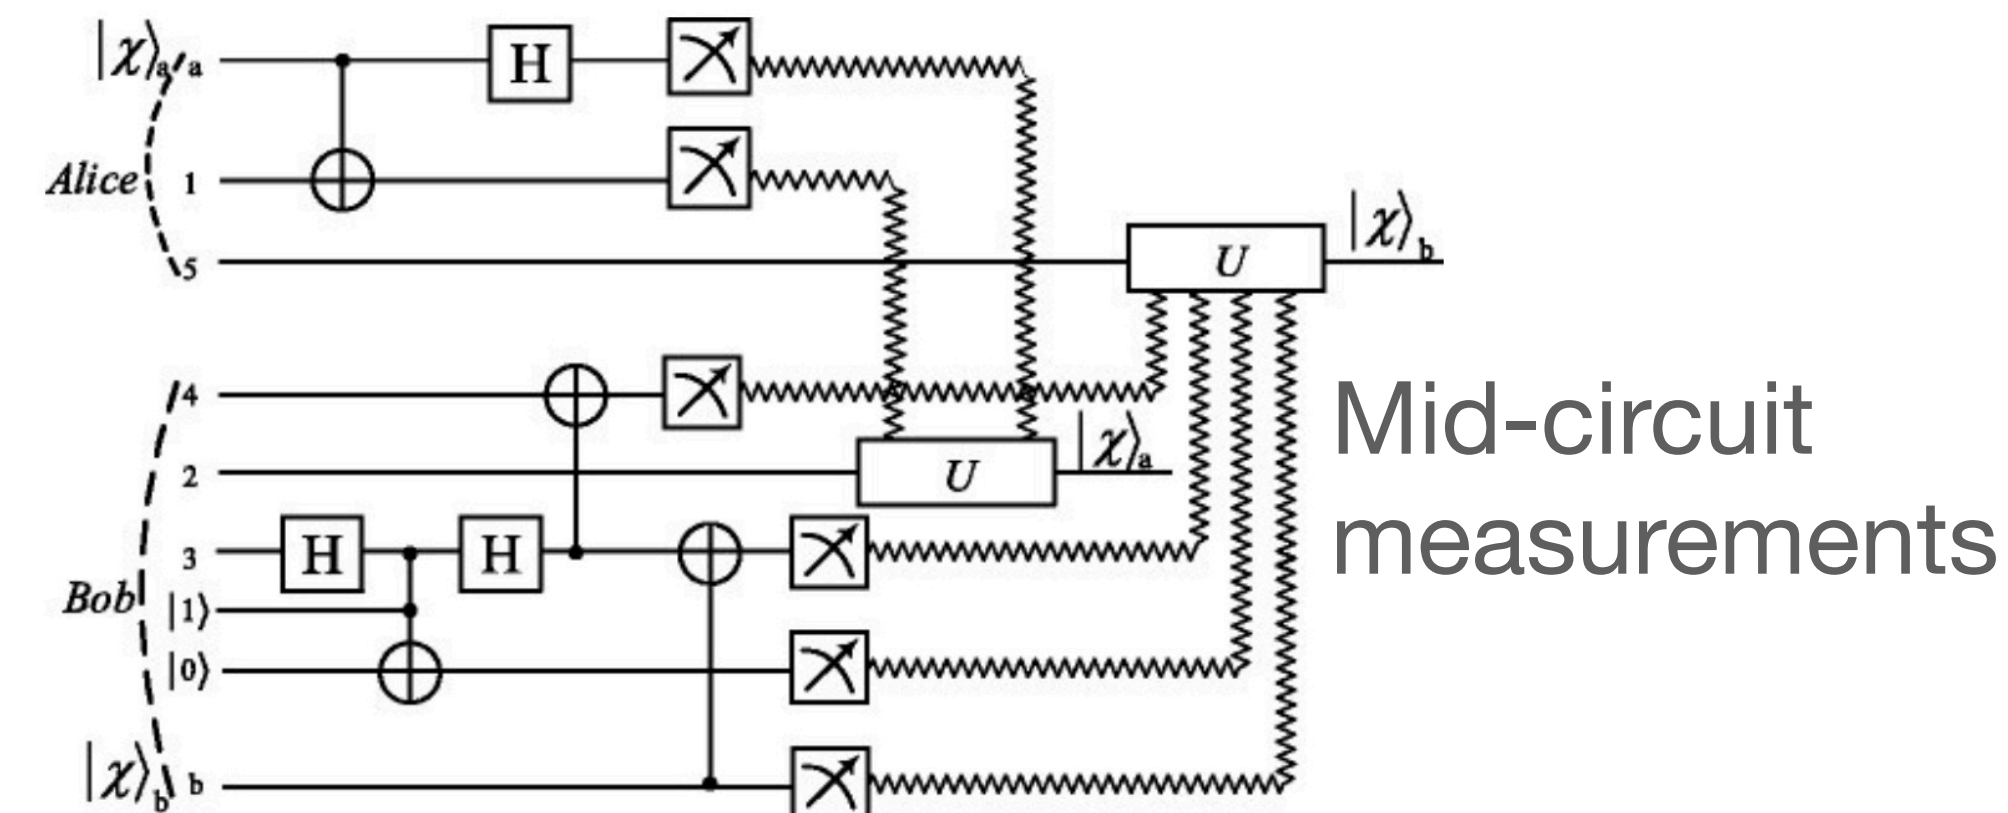 |χ⟩a a
H
Alice
1
5
U
|χ⟩b
4
2
U
|χ⟩a
Mid-circuit
measurements
3
H
H
Bob
|1⟩
|0⟩
|χ⟩b b